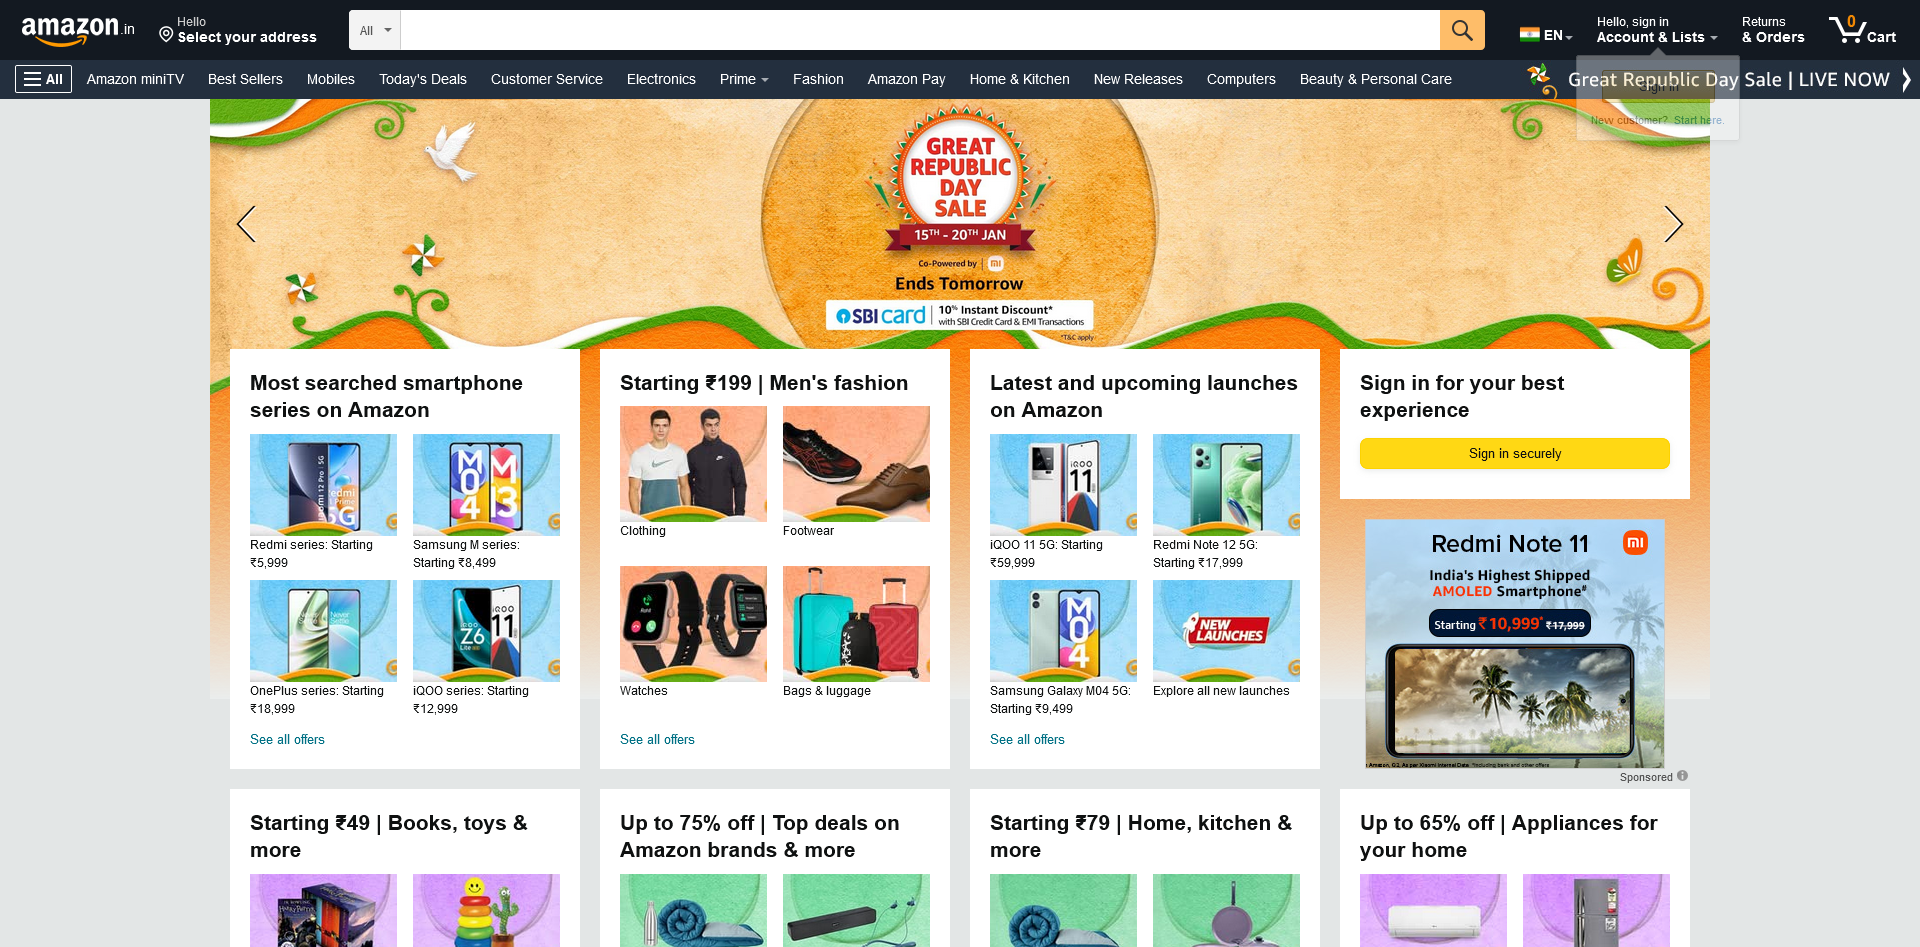 amazon.in
Hello
Select your address
All
EN
Hello, sign in
Account & Lists
Returns
& Orders
0
Cart
All
Amazon miniTV
Best Sellers
Mobiles
Today's Deals
Customer Service
Electronics
Prime
Fashion
Amazon Pay
Home & Kitchen
New Releases
Computers
Beauty & Personal Care
Great Republic Day Sale | LIVE NOW
Sign in
New customer? Start here.
GREAT
REPUBLIC
DAY
SALE
15TH - 20TH JAN
Co-Powered by | mi
Ends Tomorrow
SBI card
10% Instant Discount*
with SBI Credit Card & EMI Transactions
*T&C apply
Most searched smartphone
series on Amazon
Redmi series: Starting
₹5,999
Samsung M series:
Starting ₹8,499
OnePlus series: Starting
₹18,999
iQOO series: Starting
₹12,999
See all offers
Starting ₹199 | Men's fashion
Clothing
Footwear
Watches
Bags & luggage
See all offers
Latest and upcoming launches
on Amazon
iQOO
11
iQOO 11 5G: Starting
₹59,999
Redmi Note 12 5G:
Starting ₹17,999
M04
Samsung Galaxy M04 5G:
Starting ₹9,499
NEW
LAUNCHES
Explore all new launches
See all offers
Sign in for your best
experience
Sign in securely
Redmi Note 11
mi
India's Highest Shipped
AMOLED Smartphone#
Starting ₹10,999* ₹17,999
Sponsored
Starting ₹49 | Books, toys &
more
HARRY POTTER
Up to 75% off | Top deals on
Amazon brands & more
Starting ₹79 | Home, kitchen &
more
Up to 65% off | Appliances for
your home